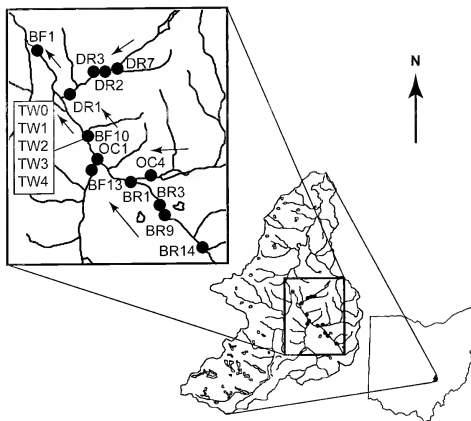 BF1
DR3
DR7
DR2
DR1
TW0
TW1
TW2
TW3
TW4
BF10
OC1
OC4
BF13
BR1
BR3
BR9
BR14
N